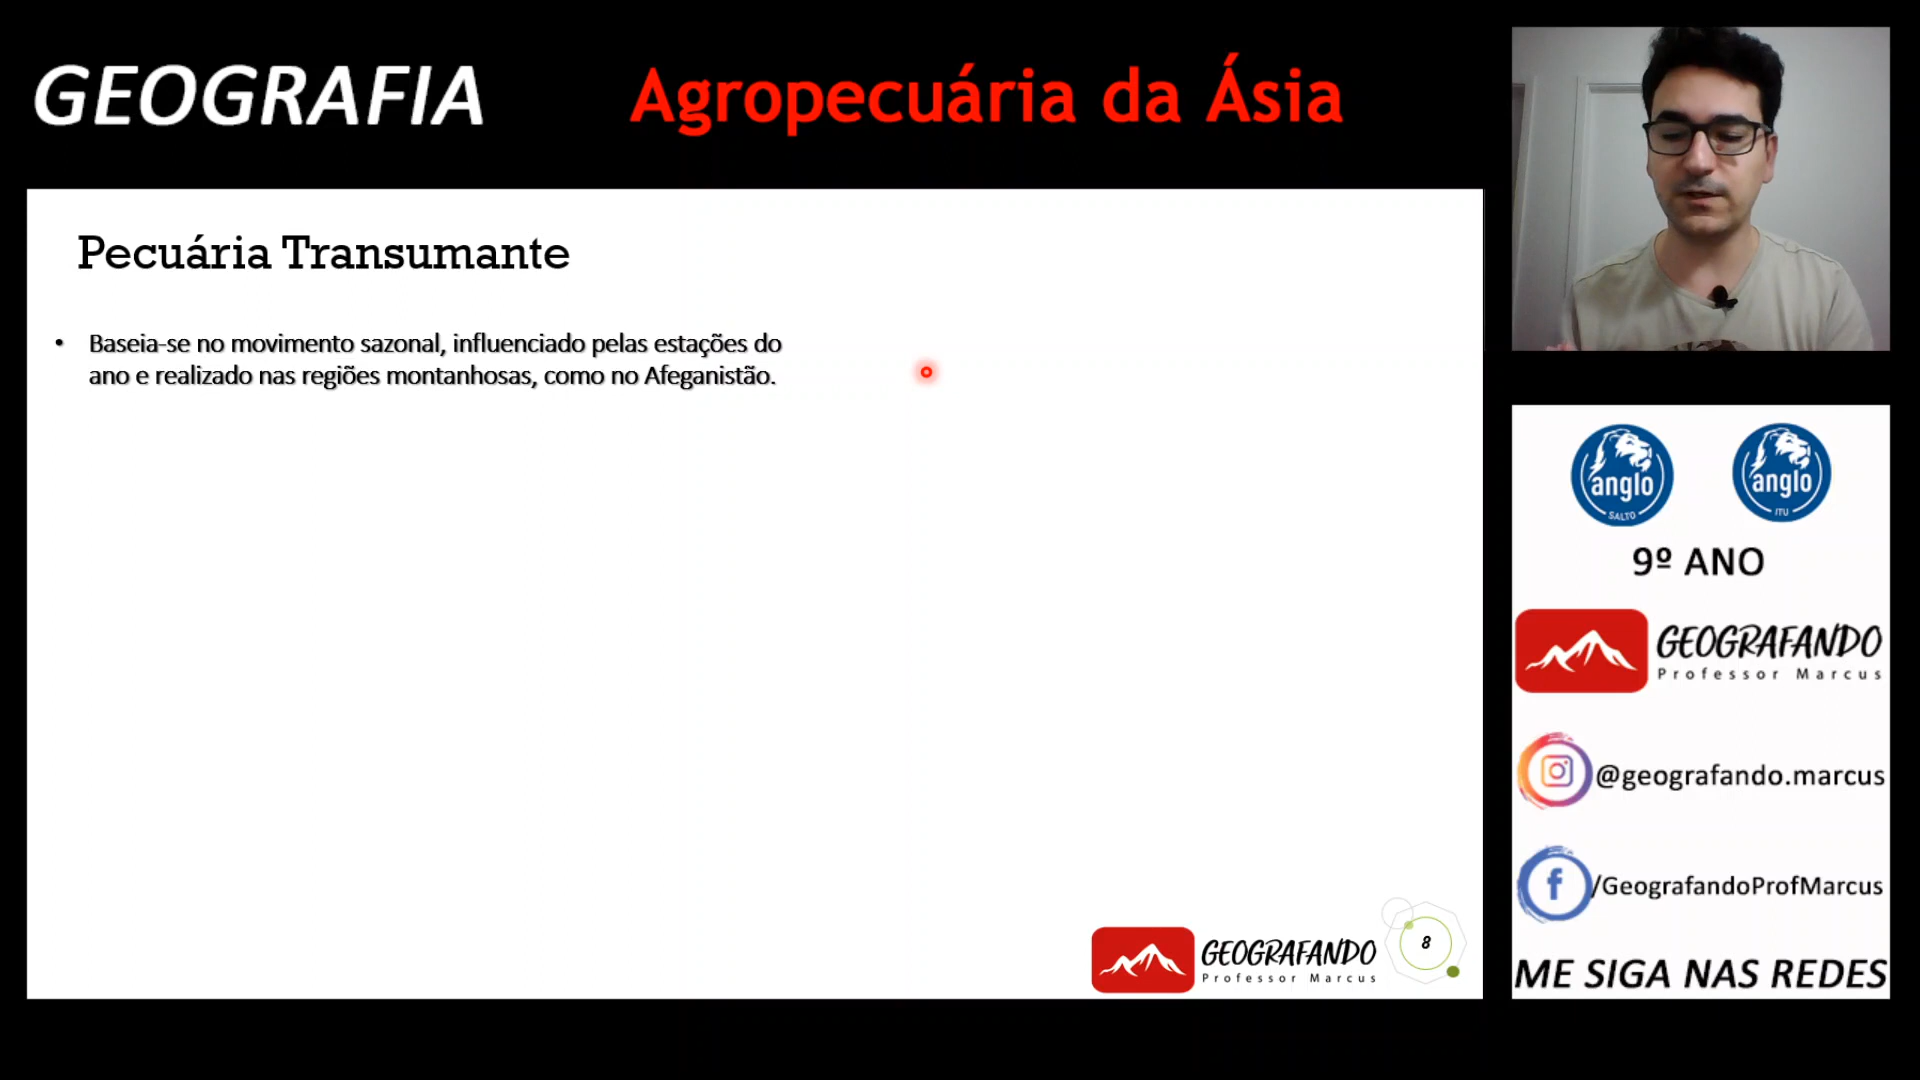 GEOGRAFIA
Agropecuária da Ásia
Pecuária Transumante
• Baseia-se no movimento sazonal, influenciado pelas estações do
ano e realizado nas regiões montanhosas, como no Afeganistão.
GEOGRAFANDO
Professor Marcus
8
anglo
SALTO
anglo
ITU
9º ANO
GEOGRAFANDO
Professor Marcus
@geografando.marcus
f
/GeografandoProfMarcus
ME SIGA NAS REDES